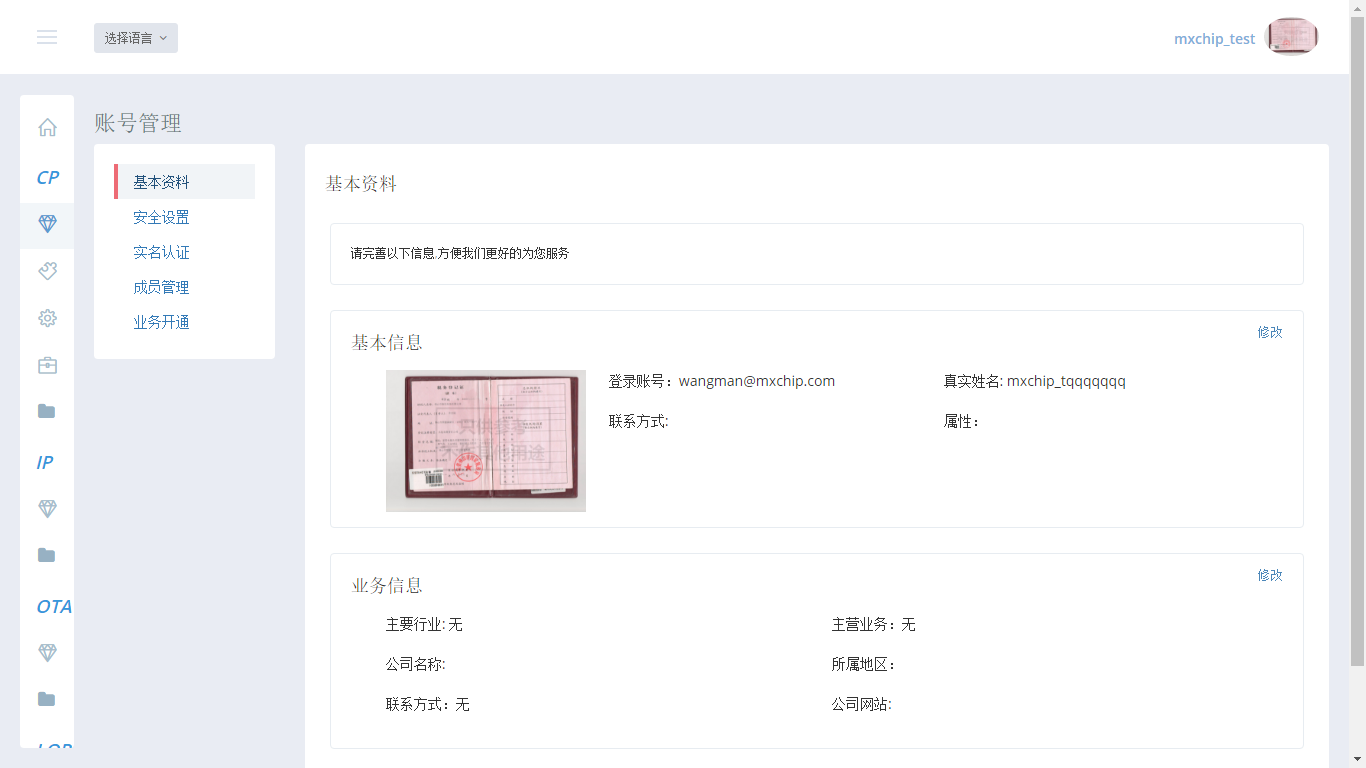 选择语言
mxchip_test
账号管理
CP
IP
OTA
基本资料
安全设置
实名认证
成员管理
业务开通
基本资料
请完善以下信息,方便我们更好的为您服务
基本信息
修改
登录账号：wangman@mxchip.com
真实姓名: mxchip_tqqqqqqq
联系方式:
属性：
业务信息
修改
主要行业: 无
主营业务：无
公司名称:
所属地区：
联系方式：无
公司网站: